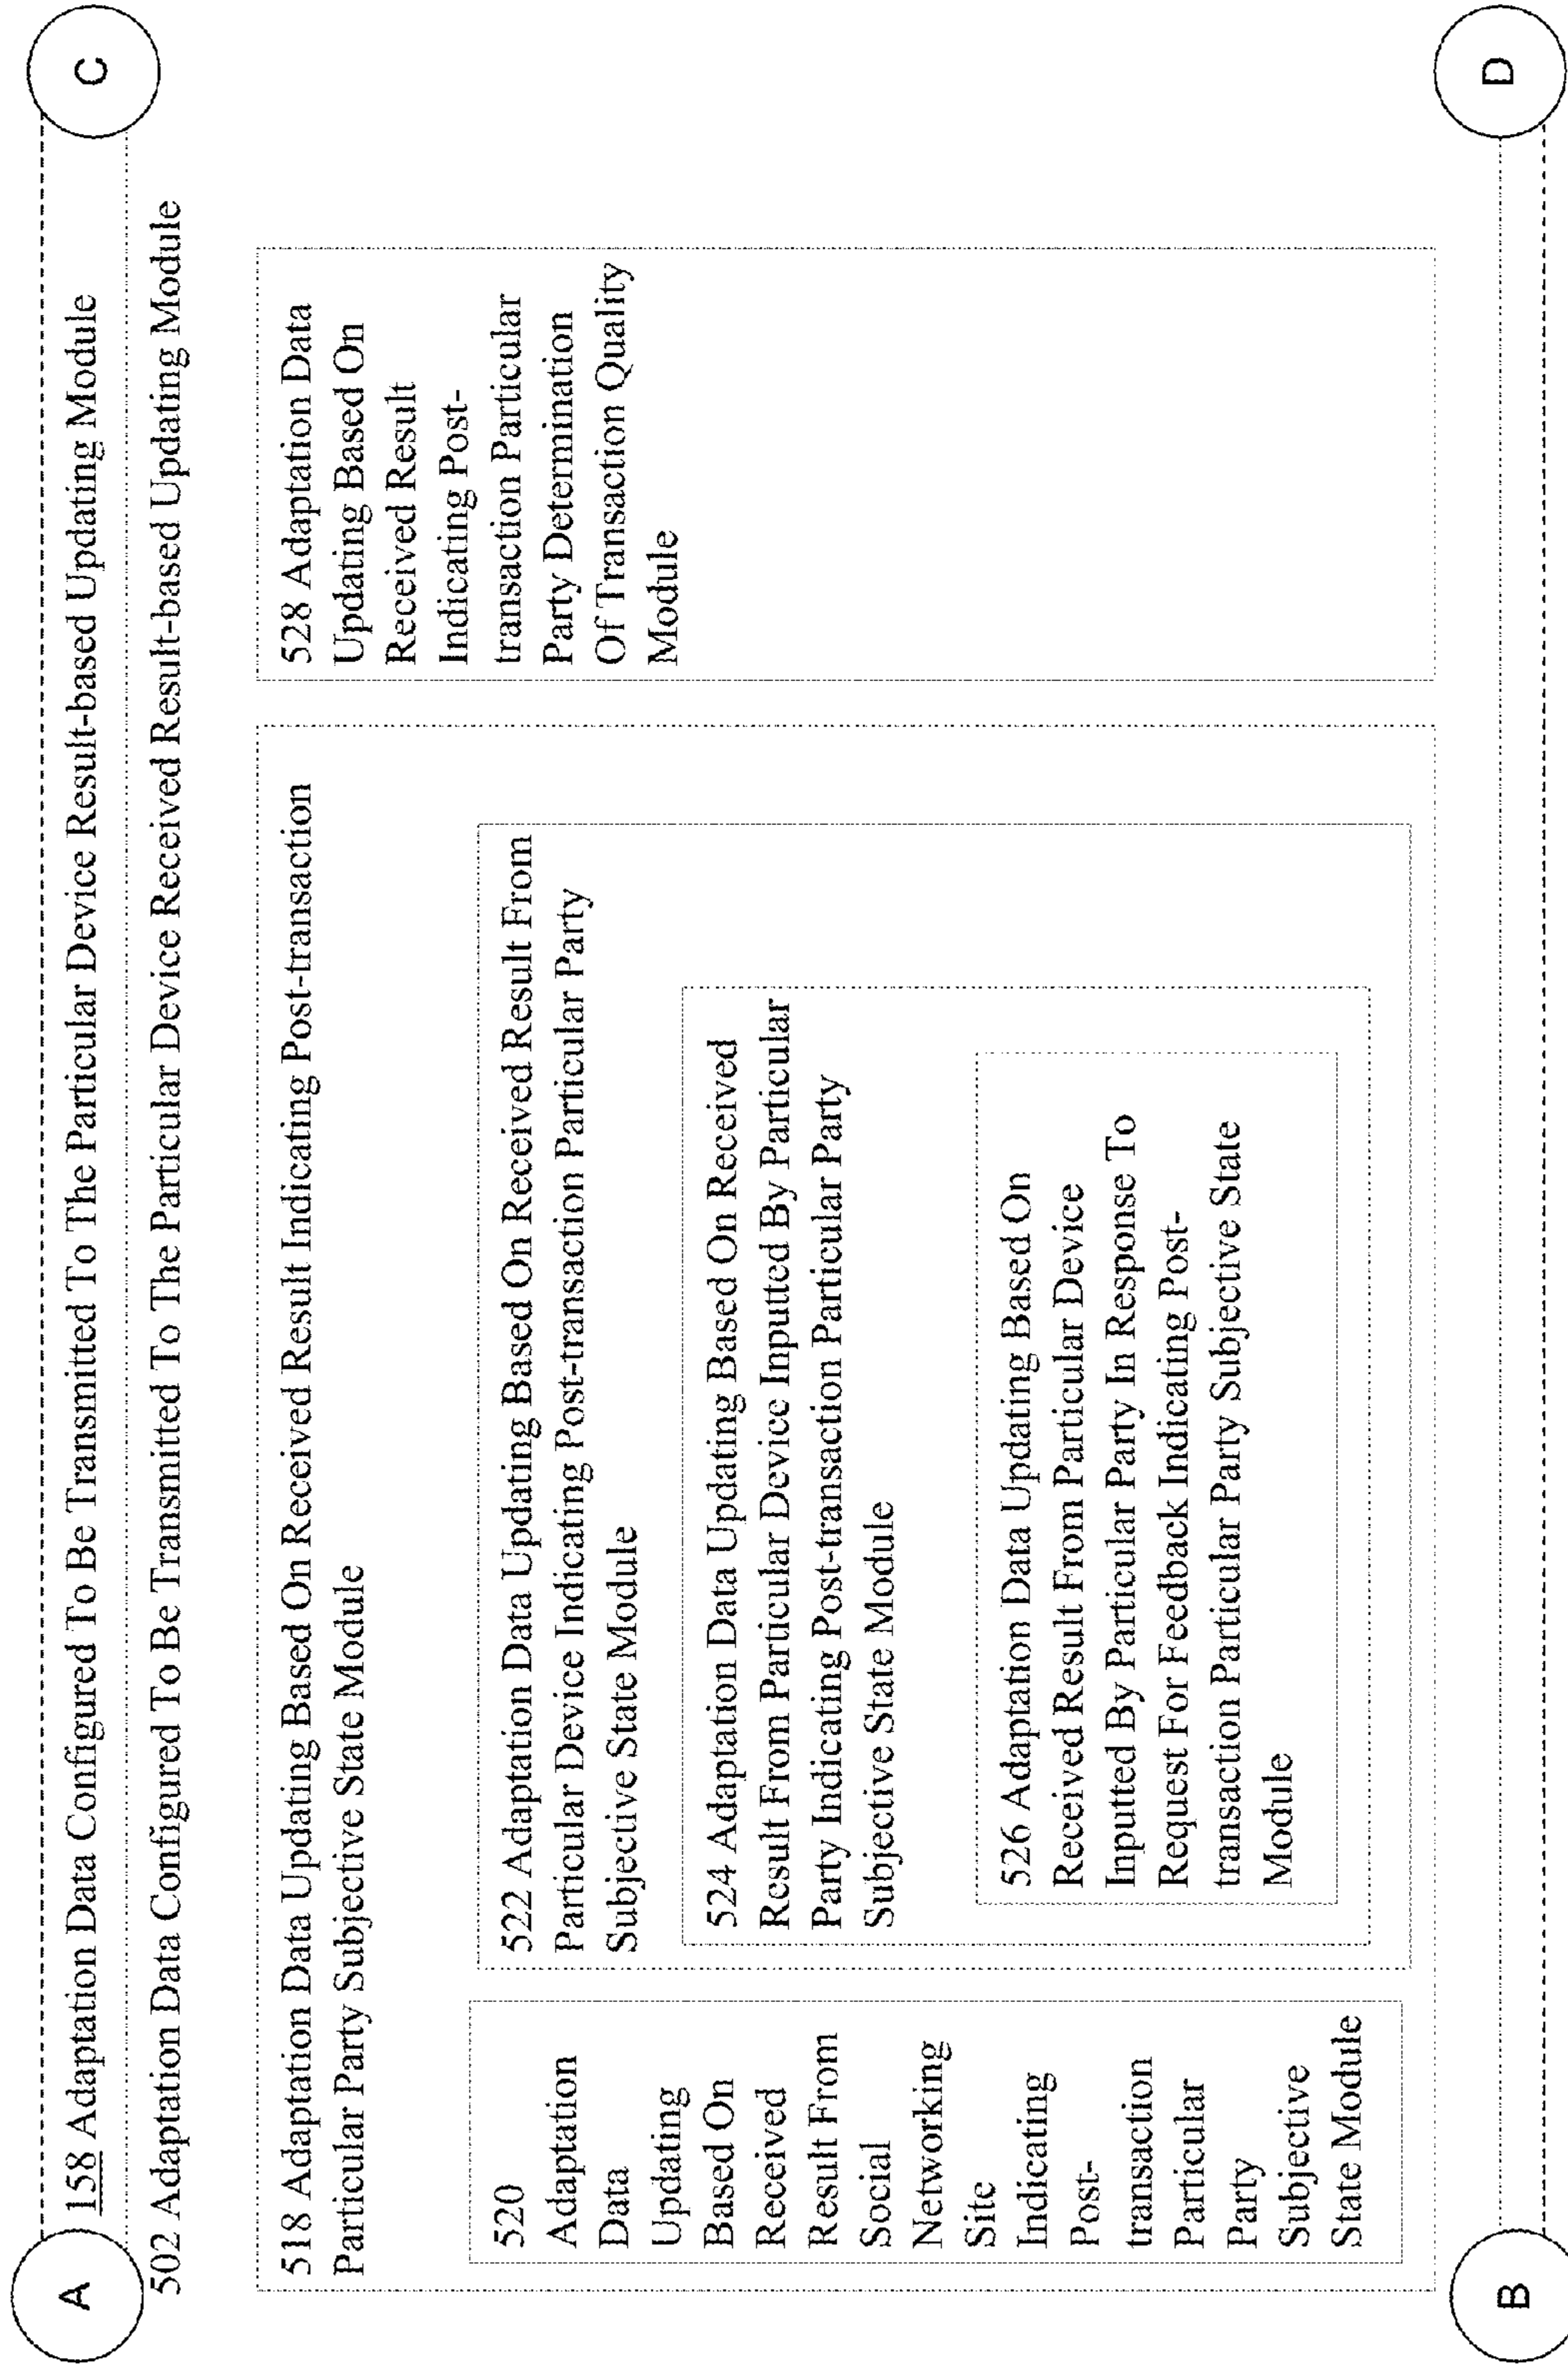 A
158 Adaptation Data Configured To Be Transmitted To The Particular Device Result-based Updating Module
C
502 Adaptation Data Configured To Be Transmitted To The Particular Device Received Result-based Updating Module
518 Adaptation Data Updating Based On Received Result Indicating Post-transaction
Particular Party Subjective State Module
520
Adaptation
Data
Updating
Based On
Received
Result From
Social
Networking
Site
Indicating
Post-
transaction
Particular
Party
Subjective
State Module
522 Adaptation Data Updating Based On Received Result From
Particular Device Indicating Post-transaction Particular Party
Subjective State Module
524 Adaptation Data Updating Based On Received
Result From Particular Device Inputted By Particular
Party Indicating Post-transaction Particular Party
Subjective State Module
526 Adaptation Data Updating Based On
Received Result From Particular Device
Inputted By Particular Party In Response To
Request For Feedback Indicating Post-
transaction Particular Party Subjective State
Module
528 Adaptation Data
Updating Based On
Received Result
Indicating Post-
transaction Particular
Party Determination
Of Transaction Quality
Module
B
D